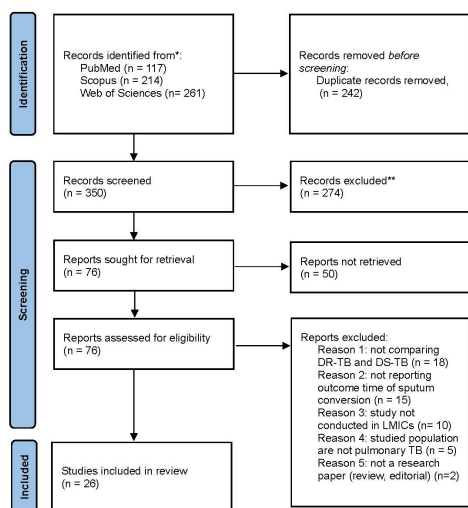 Identification
Records identified from*:
PubMed (n = 117)
Scopus (n = 214)
Web of Sciences (n= 261)
Records removed before
screening:
Duplicate records removed,
(n = 242)
Screening
Records screened
(n = 350)
Records excluded**
(n = 274)
Reports sought for retrieval
(n = 76)
Reports not retrieved
(n = 50)
Reports assessed for eligibility
(n = 76)
Reports excluded:
Reason 1: not comparing
DR-TB and DS-TB (n = 18)
Reason 2: not reporting
outcome time of sputum
conversion
(n = 15)
Reason 3: study not
conducted in LMICs (n= 10)
Reason 4: studied population
are not pulmonary TB (n = 5)
Reason 5: not a research
paper (review, editorial) (n=2)
Included
Studies included in review
(n = 26)